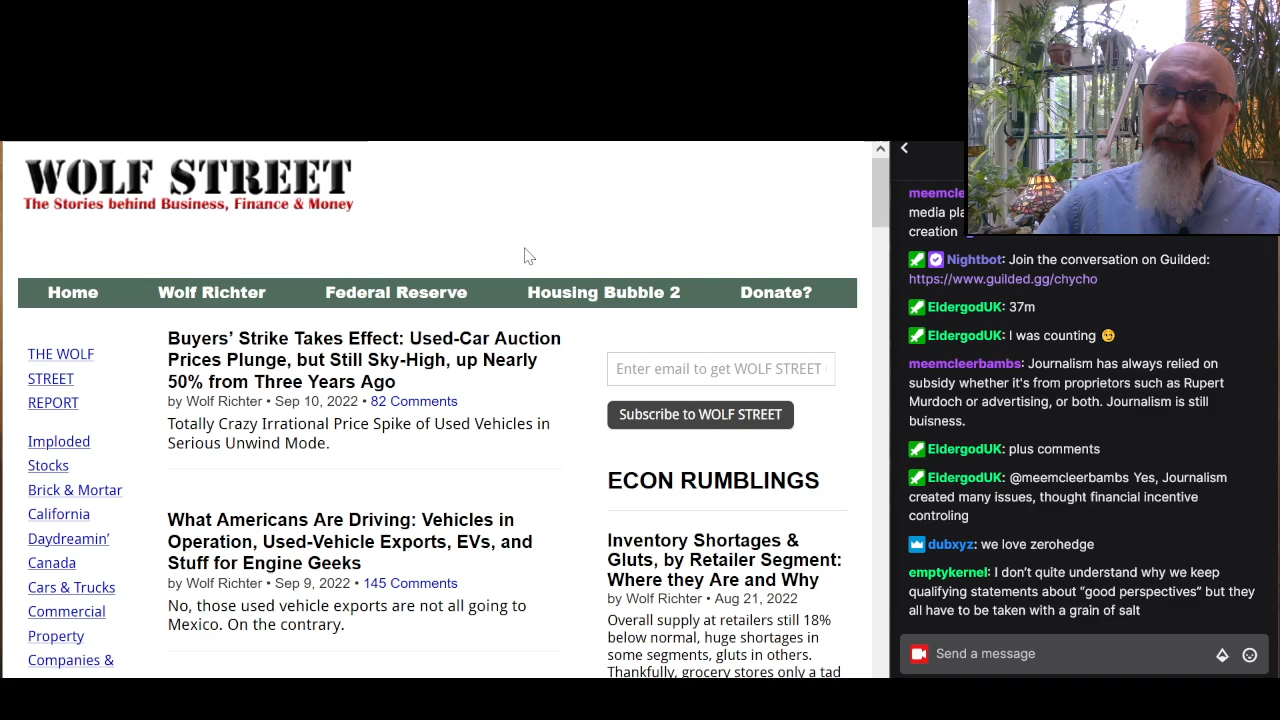 WOLF STREET
The Stories behind Business, Finance & Money
Home
Wolf Richter
Federal Reserve
Housing Bubble 2
Donate?
THE WOLF
STREET
REPORT
Imploded
Stocks
Brick & Mortar
California
Daydreamin’
Canada
Cars & Trucks
Commercial
Property
Companies &
Buyers’ Strike Takes Effect: Used-Car Auction
Prices Plunge, but Still Sky-High, up Nearly
50% from Three Years Ago
by Wolf Richter • Sep 10, 2022 • 82 Comments
Totally Crazy Irrational Price Spike of Used Vehicles in
Serious Unwind Mode.
What Americans Are Driving: Vehicles in
Operation, Used-Vehicle Exports, EVs, and
Stuff for Engine Geeks
by Wolf Richter • Sep 9, 2022 • 145 Comments
No, those used vehicle exports are not all going to
Mexico. On the contrary.
Enter email to get WOLF STREET
Subscribe to WOLF STREET
ECON RUMBLINGS
Inventory Shortages &
Gluts, by Retailer Segment:
Where they Are and Why
by Wolf Richter • Aug 21, 2022
Overall supply at retailers still 18%
below normal, huge shortages in
some segments, gluts in others.
Thankfully, grocery stores only a tad
meemcle
media pla
creation
Nightbot: Join the conversation on Guilded:
https://www.guilded.gg/chycho
EldergodUK: 37m
EldergodUK: I was counting
meemcleerbambs: Journalism has always relied on
subsidy whether it's from proprietors such as Rupert
Murdoch or advertising, or both. Journalism is still
buisness.
EldergodUK: plus comments
EldergodUK: @meemcleerbambs Yes, Journalism
created many issues, thought financial incentive
controling
dubxyz: we love zerohedge
emptykernel: I don’t quite understand why we keep
qualifying statements about “good perspectives” but they
all have to be taken with a grain of salt
Send a message